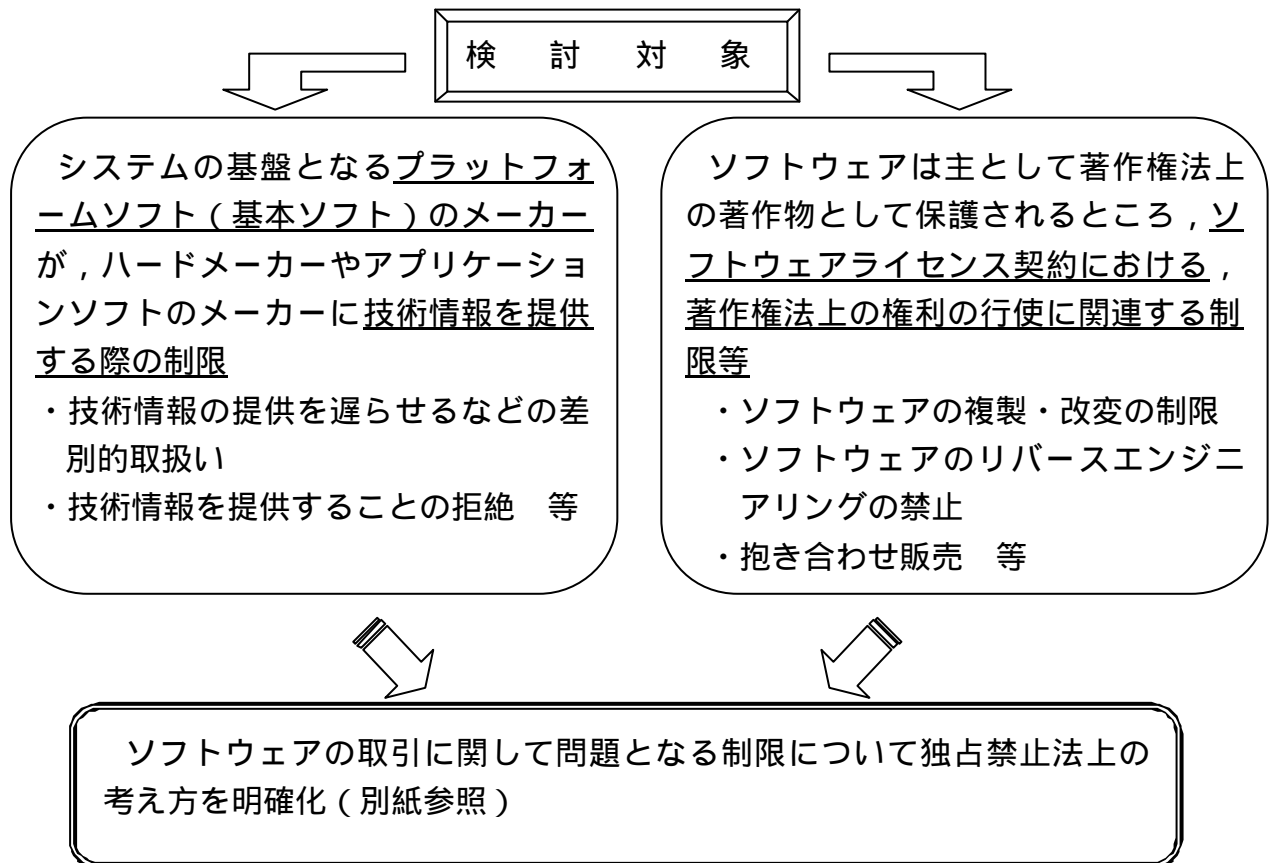 検 討 対 象
システムの基盤となるプラットフォ
ームソフト(基本ソフト)のメーカー
が,ハードメーカーやアプリケーショ
ンソフトのメーカーに技術情報を提供
する際の制限
・技術情報の提供を遅らせるなどの差
別的取扱い
・技術情報を提供することの拒絶 等
ソフトウェアは主として著作権法上
の著作物として保護されるところ,ソ
フトウェアライセンス契約における,
著作権法上の権利の行使に関連する制
限等
・ソフトウェアの複製・改変の制限
・ソフトウェアのリバースエンジニ
アリングの禁止
・抱き合わせ販売 等
ソフトウェアの取引に関して問題となる制限について独占禁止法上の
考え方を明確化(別紙参照)